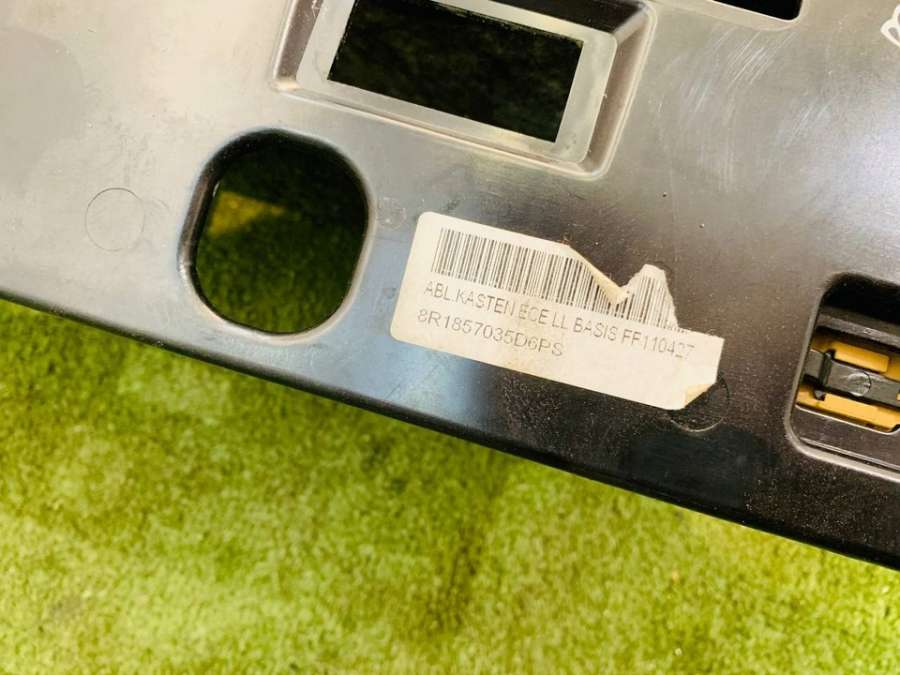 ABL.KASTEN ECE LL BASIS FF110427
8R1857035D6PS